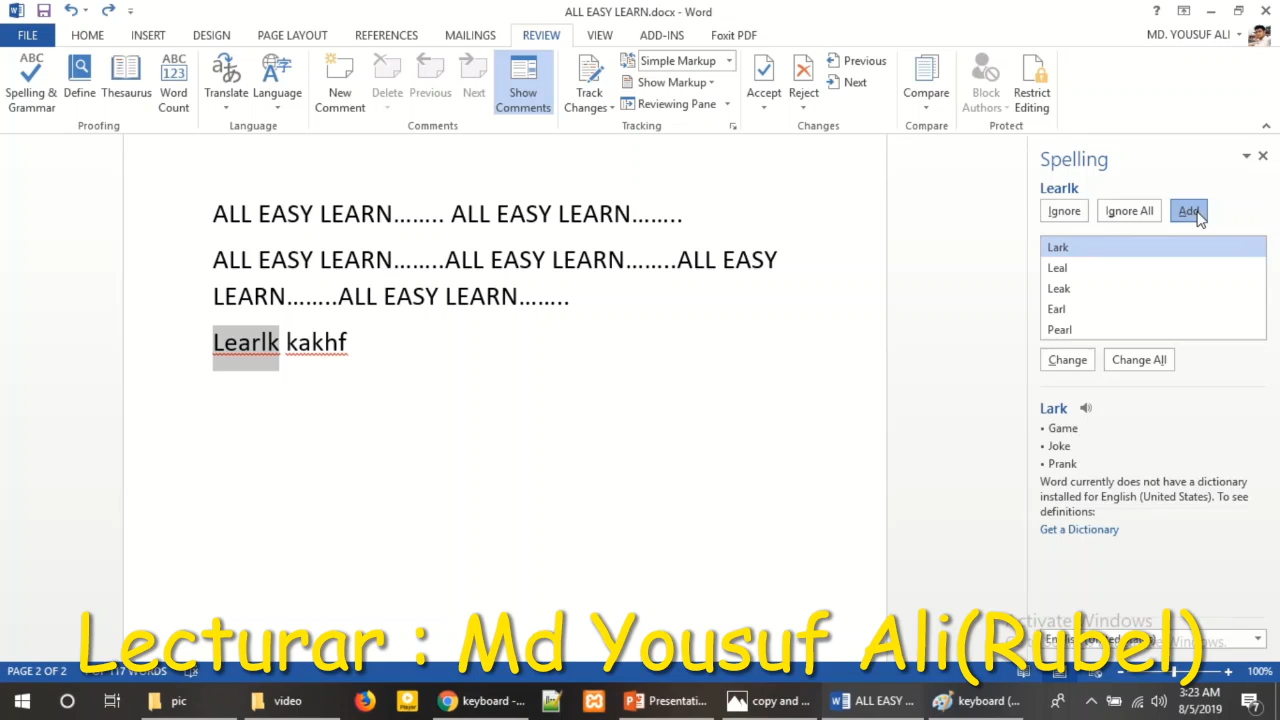 ALL EASY LEARN.docx - Word
FILE HOME INSERT DESIGN PAGE LAYOUT REFERENCES MAILINGS REVIEW VIEW ADD-INS Foxit PDF MD. YOUSUF ALI
Spelling & Grammar
Define
Thesaurus
Word Count
Translate
Language
New Comment
Delete
Previous
Next
Show Comments
Track Changes
Simple Markup
Show Markup
Reviewing Pane
Accept
Reject
Previous
Next
Compare
Block Authors
Restrict Editing
Proofing Language Comments Tracking Changes Compare Protect
ALL EASY LEARN…….. ALL EASY LEARN……..
ALL EASY LEARN……..ALL EASY LEARN……..ALL EASY
LEARN……..ALL EASY LEARN……..
Learlk kakhf
Spelling
Learlk
Ignore Ignore All Add
Lark
Leal
Leak
Earl
Pearl
Change Change All
Lark
• Game
• Joke
• Prank
Word currently does not have a dictionary
installed for English (United States). To see
definitions:
Get a Dictionary
Activate Windows
Lecturar : Md Yousuf Ali(Rubel)
PAGE 2 OF 2 117 WORDS 100%
pic video keyboard -... Presentati... copy and ... ALL EASY ... keyboard (...
3:23 AM
8/5/2019